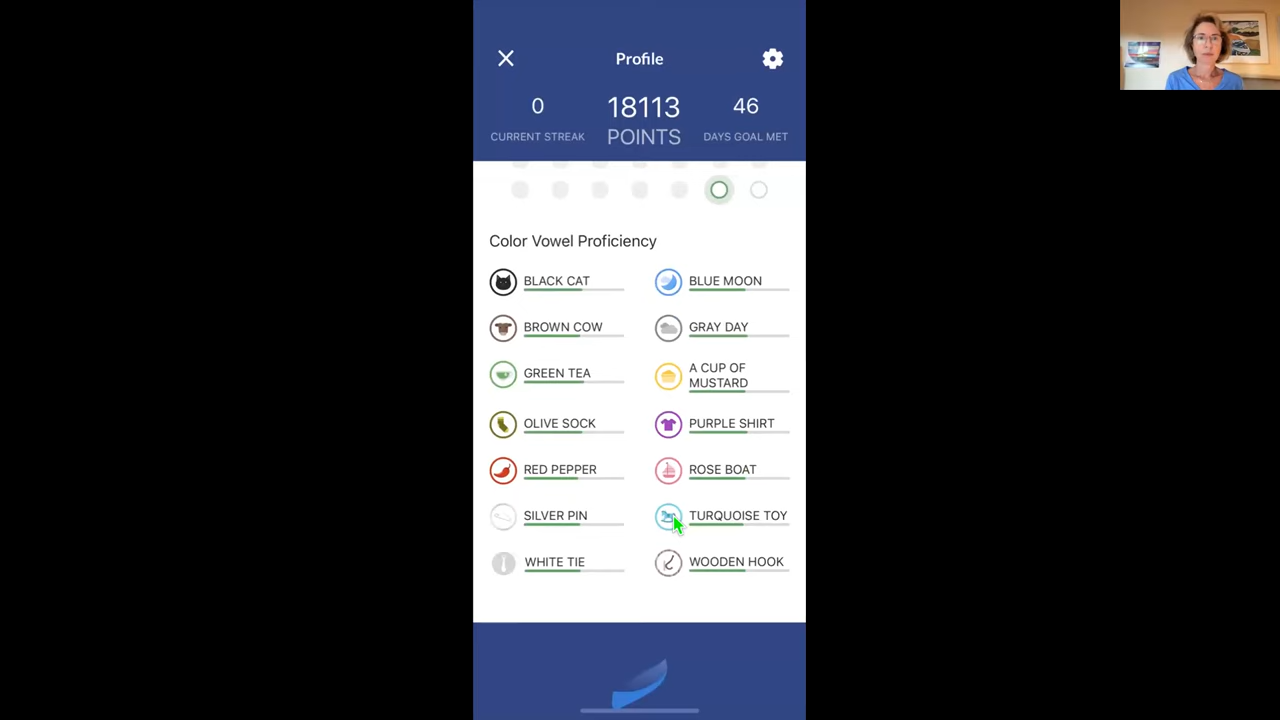 Profile
0
18113
46
CURRENT STREAK
POINTS
DAYS GOAL MET
Color Vowel Proficiency
BLACK CAT
BLUE MOON
BROWN COW
GRAY DAY
GREEN TEA
A CUP OF
MUSTARD
OLIVE SOCK
PURPLE SHIRT
RED PEPPER
ROSE BOAT
SILVER PIN
TURQUOISE TOY
WHITE TIE
WOODEN HOOK